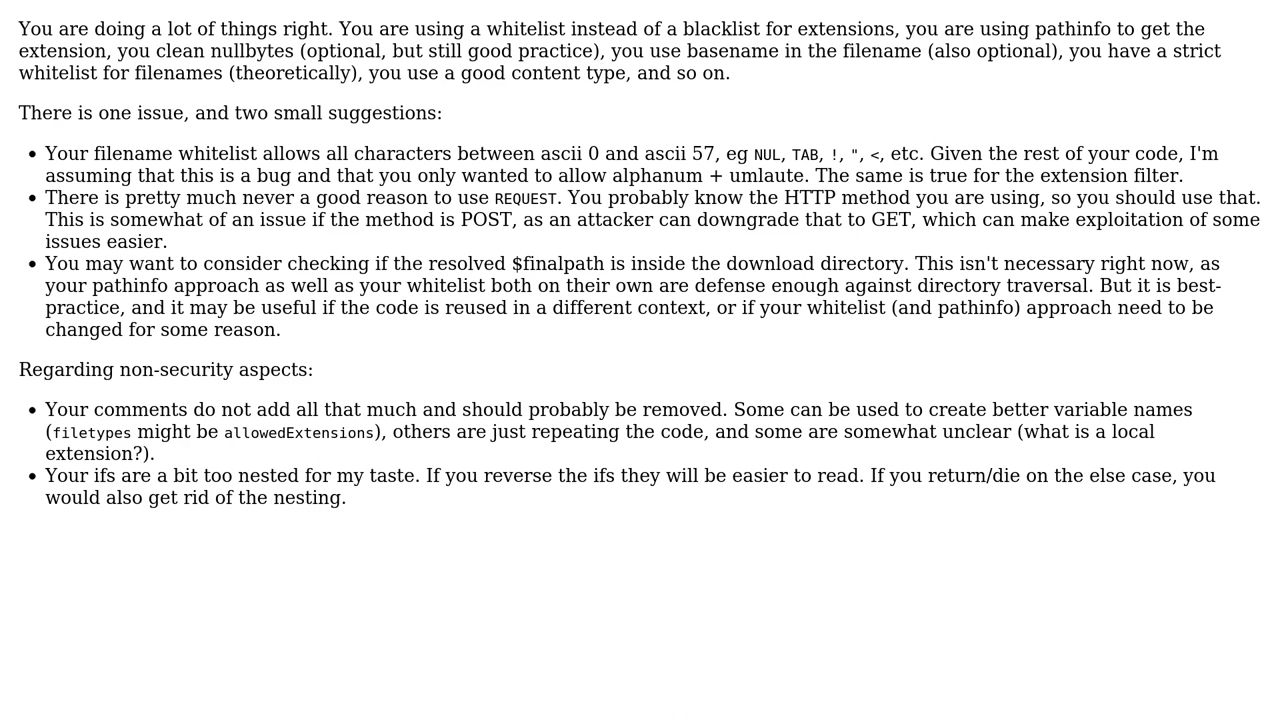 You are doing a lot of things right. You are using a whitelist instead of a blacklist for extensions, you are using pathinfo to get the
extension, you clean nullbytes (optional, but still good practice), you use basename in the filename (also optional), you have a strict
whitelist for filenames (theoretically), you use a good content type, and so on.
There is one issue, and two small suggestions:
• Your filename whitelist allows all characters between ascii 0 and ascii 57, eg NUL, TAB, !, ", <, etc. Given the rest of your code, I'm
assuming that this is a bug and that you only wanted to allow alphanum + umlaute. The same is true for the extension filter.
• There is pretty much never a good reason to use REQUEST. You probably know the HTTP method you are using, so you should use that.
This is somewhat of an issue if the method is POST, as an attacker can downgrade that to GET, which can make exploitation of some
issues easier.
• You may want to consider checking if the resolved $finalpath is inside the download directory. This isn't necessary right now, as
your pathinfo approach as well as your whitelist both on their own are defense enough against directory traversal. But it is best-
practice, and it may be useful if the code is reused in a different context, or if your whitelist (and pathinfo) approach need to be
changed for some reason.
Regarding non-security aspects:
• Your comments do not add all that much and should probably be removed. Some can be used to create better variable names
(filetypes might be allowedExtensions), others are just repeating the code, and some are somewhat unclear (what is a local
extension?).
• Your ifs are a bit too nested for my taste. If you reverse the ifs they will be easier to read. If you return/die on the else case, you
would also get rid of the nesting.